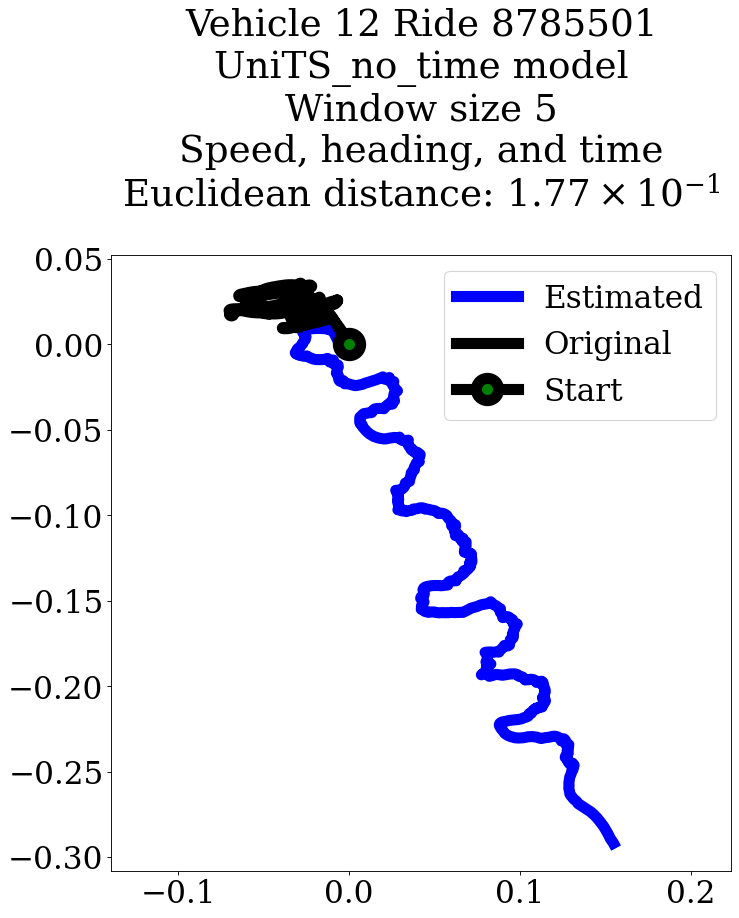 Vehicle 12 Ride 8785501
UniTS_no_time model
Window size 5
Speed, heading, and time
Euclidean distance: $1.77 \times 10^{-1}$
0.05
0.00
−0.05
−0.10
−0.15
−0.20
−0.25
−0.30
Estimated
Original
Start
−0.1
0.0
0.1
0.2